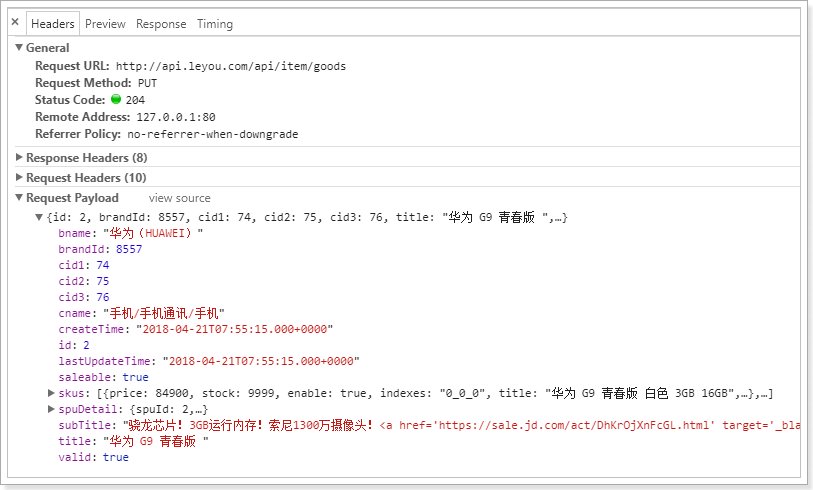 × Headers Preview Response Timing
▼ General
Request URL: http://api.leyou.com/api/item/goods
Request Method: PUT
Status Code: 204
Remote Address: 127.0.0.1:80
Referrer Policy: no-referrer-when-downgrade
▶ Response Headers (8)
▶ Request Headers (10)
▼ Request Payload view source
▼ {id: 2, brandId: 8557, cid1: 74, cid2: 75, cid3: 76, title: "华为 G9 青春版 ",…}
bname: "华为（HUAWEI）"
brandId: 8557
cid1: 74
cid2: 75
cid3: 76
cname: "手机/手机通讯/手机"
createTime: "2018-04-21T07:55:15.000+0000"
id: 2
lastUpdateTime: "2018-04-21T07:55:15.000+0000"
saleable: true
▶ skus: [{price: 84900, stock: 9999, enable: true, indexes: "0_0_0", title: "华为 G9 青春版 白色 3GB 16GB",…},…]
▶ spuDetail: {spuId: 2,…}
subTitle: "骁龙芯片！3GB运行内存！索尼1300万摄像头！<a href='https://sale.jd.com/act/DhKrOjXnFcGL.html' target='_bla
title: "华为 G9 青春版 "
valid: true